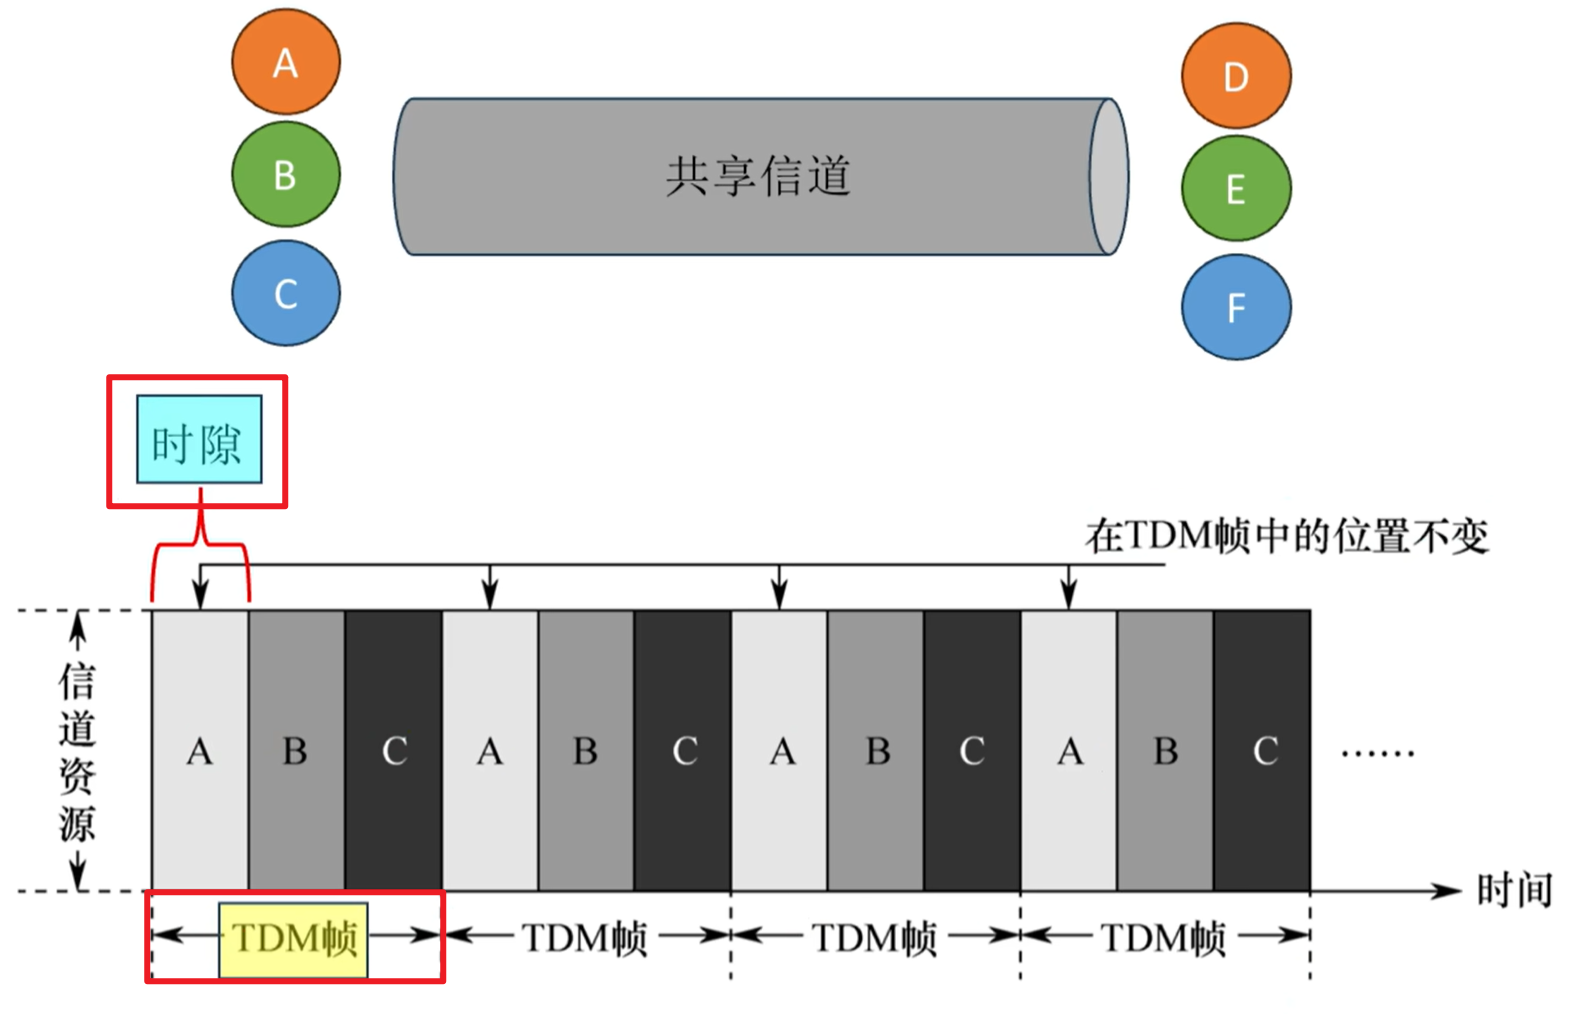 A
D
B
共享信道
E
C
F
时隙
在TDM帧中的位置不变
信道资源
A B C A B C A B C A B C ······
时间
TDM帧 TDM帧 TDM帧 TDM帧